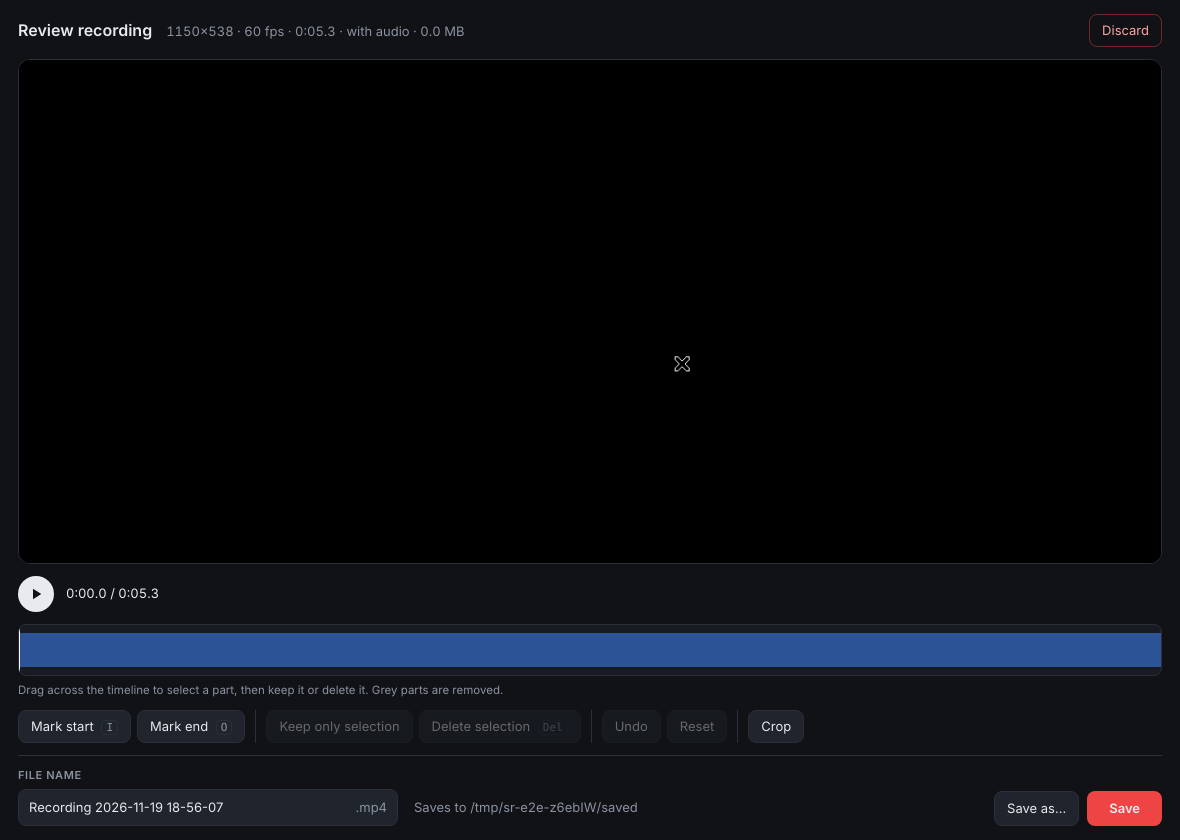 Review recording 1150×538 · 60 fps · 0:05.3 · with audio · 0.0 MB Discard
0:00.0 / 0:05.3
Drag across the timeline to select a part, then keep it or delete it. Grey parts are removed.
Mark start I Mark end O Keep only selection Delete selection Del Undo Reset Crop
FILE NAME
Recording 2026-11-19 18-56-07 .mp4 Saves to /tmp/sr-e2e-z6eblW/saved Save as... Save